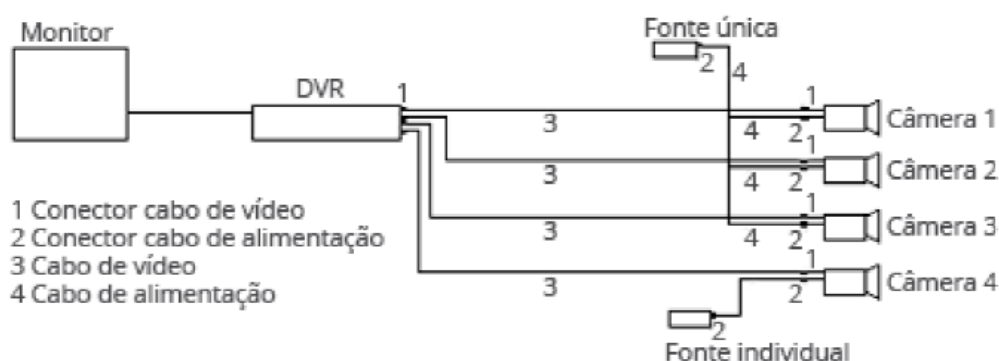 Monitor
Fonte única
2
4
DVR
1
1
Câmera 1
3
4
2
1
Câmera 2
3
4
2
1 Conector cabo de vídeo
1
2 Conector cabo de alimentação
3
4
2
Câmera 3
3 Cabo de vídeo
1
4 Cabo de alimentação
3
2
Câmera 4
2
Fonte individual